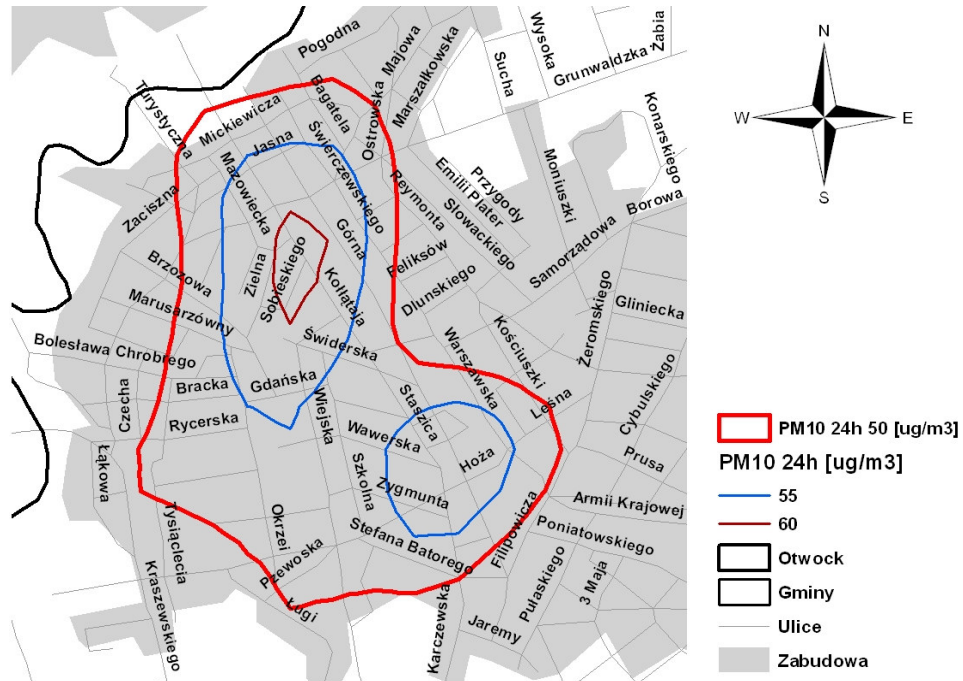 Pogodna
Majowa
Marszałkowska
Sucha
Wysoka
Grunwaldzka
Żabia
Turystyczna
Mickiewicza
Bagatela
Ostrowska
Jasna
Świerczewskiego
Mazowiecka
Zaciszna
Reymonta
Emilii Plater
Przygody
Słowackiego
Moniuszki
Konarskiego
Borowa
Samorządowa
Górna
Feliksów
Dlunskiego
Brzozowa
Zielna
Sobieskiego
Kołłątaja
Marusarzówny
Żeromskiego
Gliniecka
Bolesława Chrobrego
Świderska
Warszawska
Kościuszki
Bracka
Gdańska
Czecha
Rycerska
Wiejska
Staszica
Leśna
Cybulskiego
Wawerska
Hoża
Prusa
Łąkowa
Szkolna
Zygmunta
Armii Krajowej
Tysiąclecia
Okrzei
Stefana Batorego
Filipowicza
Poniatowskiego
Pzewoska
Pułaskiego
3 Maja
Kraszewskiego
Ługi
Karczewska
Jaremy
N
W
E
S
PM10 24h 50 [ug/m3]
PM10 24h [ug/m3]
55
60
Otwock
Gminy
Ulice
Zabudowa